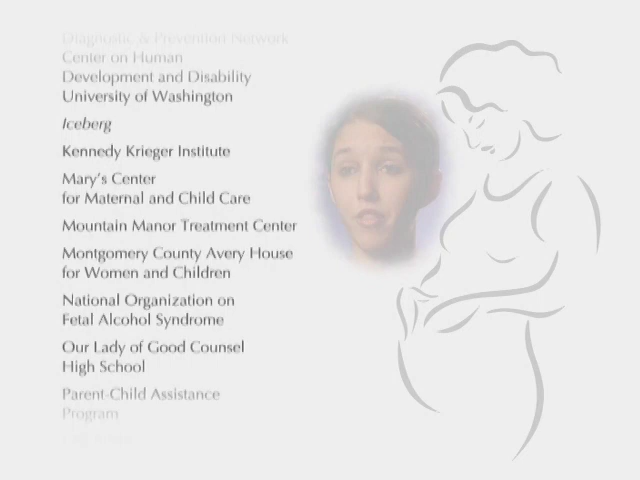 Diagnostic & Prevention Network
Center on Human
Development and Disability
University of Washington
Iceberg
Kennedy Krieger Institute
Mary's Center
for Maternal and Child Care
Mountain Manor Treatment Center
Montgomery County Avery House
for Women and Children
National Organization on
Fetal Alcohol Syndrome
Our Lady of Good Counsel
High School
Parent-Child Assistance
Program